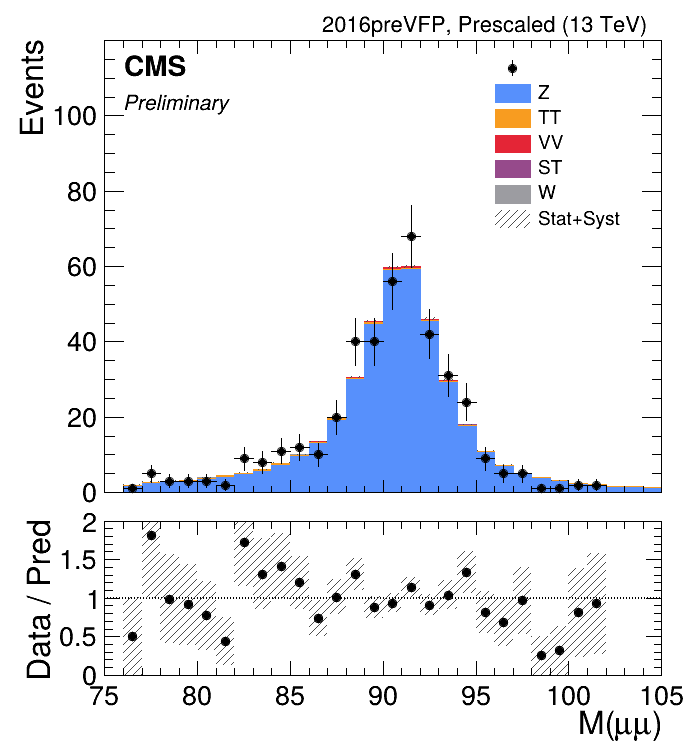 2016preVFP, Prescaled (13 TeV)
CMS
Preliminary
Events
100
80
60
40
20
0
Z
TT
VV
ST
W
Stat+Syst
Data / Pred
2
1.5
1
0.5
0
75 80 85 90 95 100 105
M(μμ)